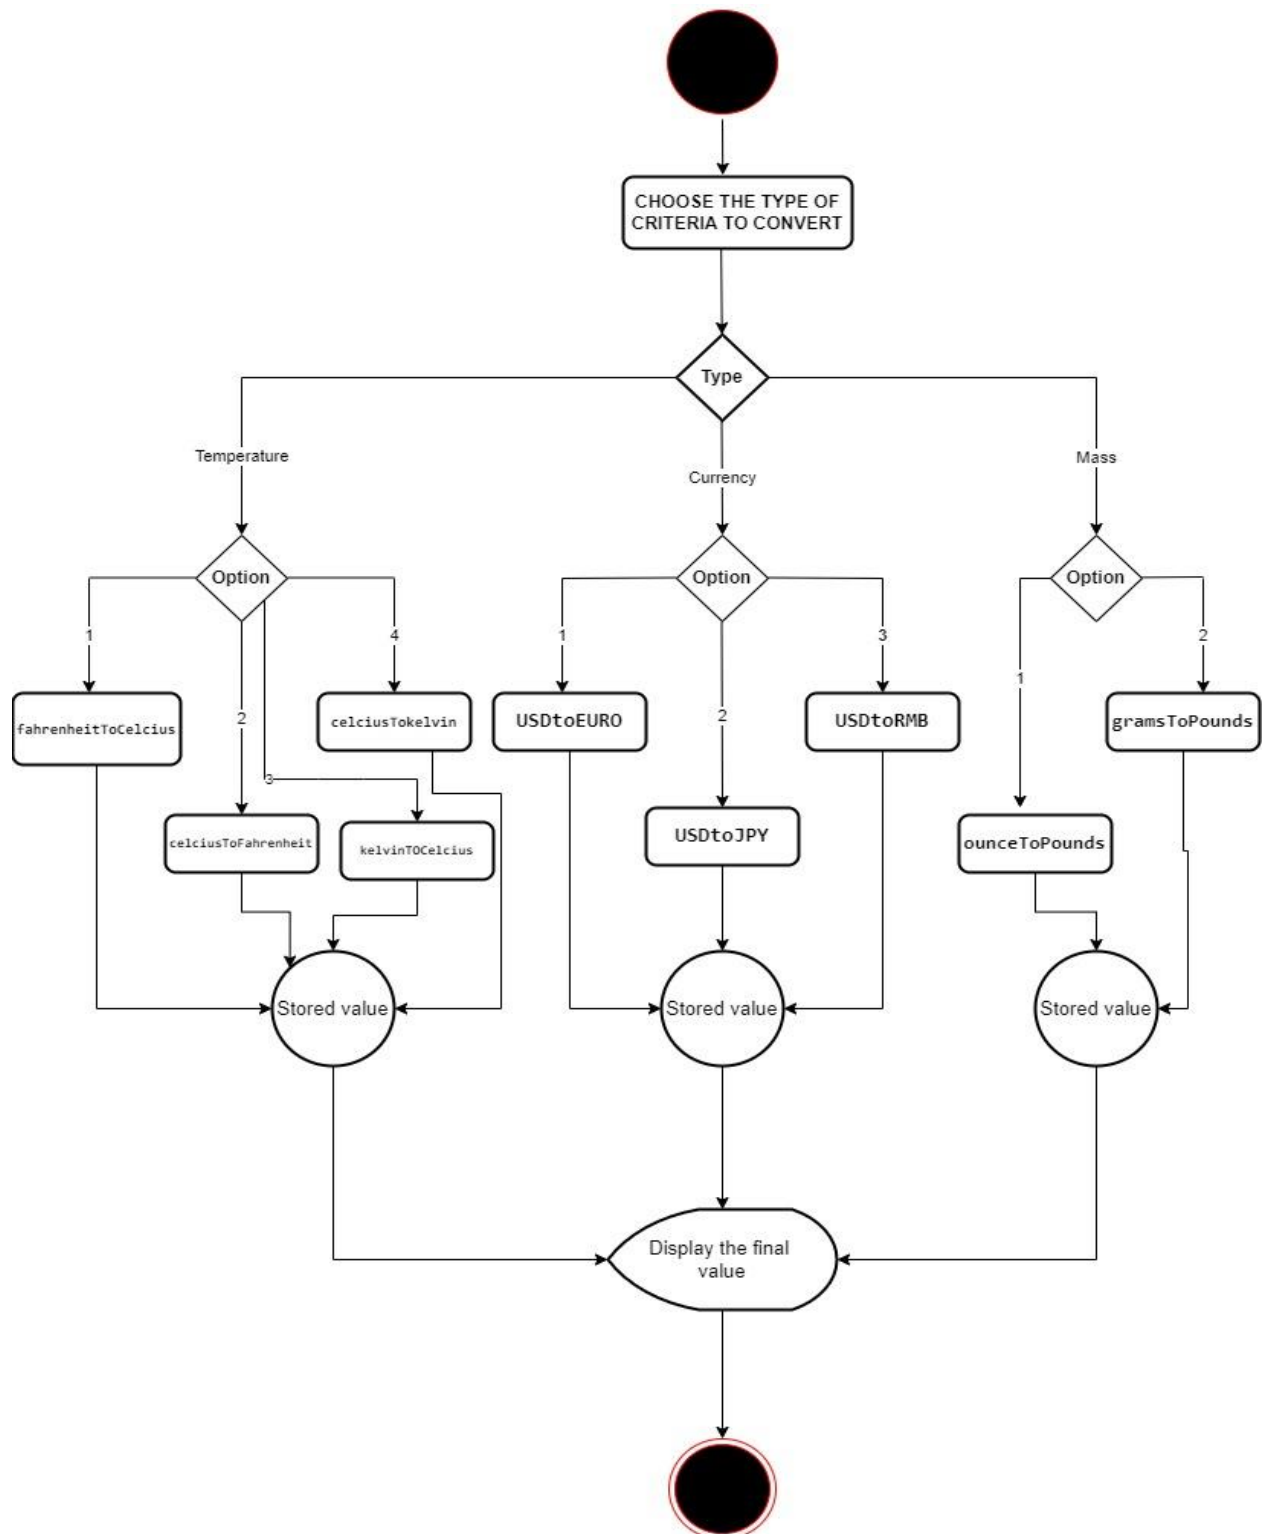 CHOOSE THE TYPE OF
CRITERIA TO CONVERT
Type
Temperature
Currency
Mass
Option
Option
Option
1
4
1
3
2
1
2
2
3
fahrenheitToCelcius
celciusTokelvin
USDtoEURO
USDtoRMB
gramsToPounds
celciusToFahrenheit
kelvinTOCelcius
USDtoJPY
ounceToPounds
Stored value
Stored value
Stored value
Display the final
value